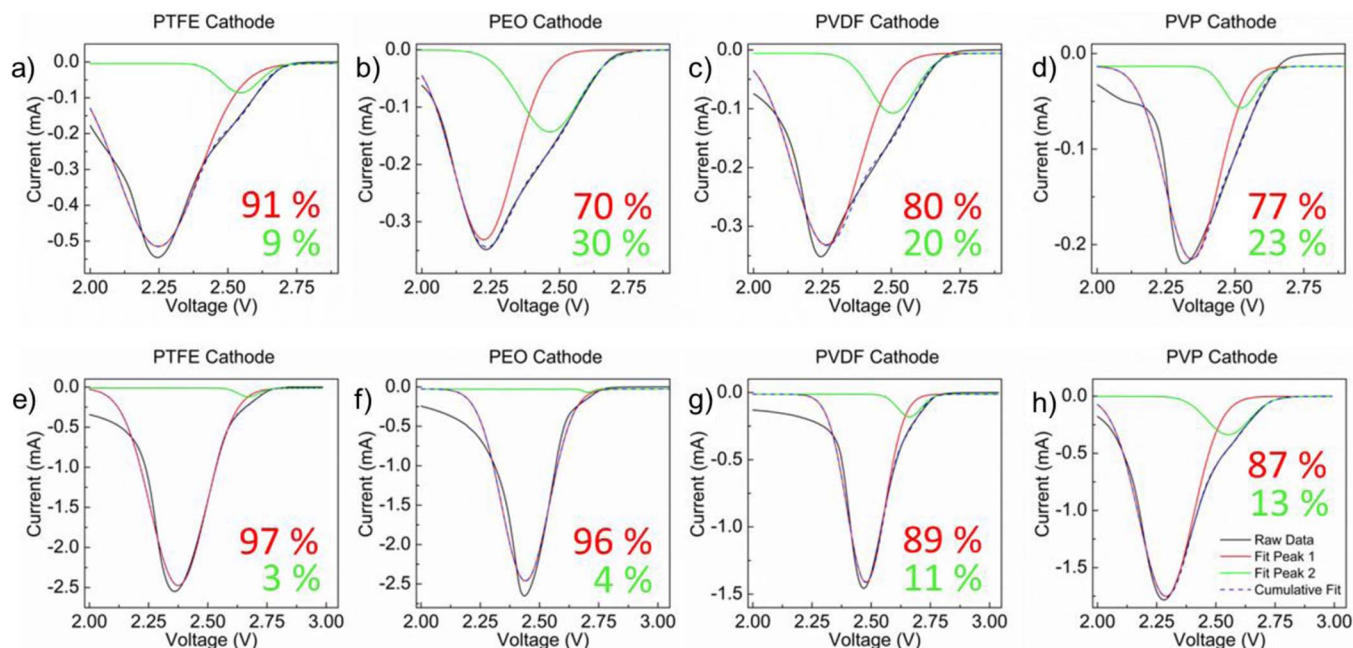 PTFE Cathode
a)
0.0
-0.1
-0.2
-0.3
-0.4
-0.5
Current (mA)
91 %
9 %
2.00 2.25 2.50 2.75
Voltage (V)
PEO Cathode
b)
0.0
-0.1
-0.2
-0.3
Current (mA)
70 %
30 %
2.00 2.25 2.50 2.75
Voltage (V)
PVDF Cathode
c)
0.0
-0.1
-0.2
-0.3
Current (mA)
80 %
20 %
2.00 2.25 2.50 2.75
Voltage (V)
PVP Cathode
d)
0.0
-0.1
-0.2
Current (mA)
77 %
23 %
2.00 2.25 2.50 2.75
Voltage (V)
PTFE Cathode
e)
0.0
-0.5
-1.0
-1.5
-2.0
-2.5
Current (mA)
97 %
3 %
2.00 2.25 2.50 2.75 3.00
Voltage (V)
PEO Cathode
f)
0.0
-0.5
-1.0
-1.5
-2.0
-2.5
Current (mA)
96 %
4 %
2.00 2.25 2.50 2.75 3.00
Voltage (V)
PVDF Cathode
g)
0.0
-0.5
-1.0
-1.5
Current (mA)
89 %
11 %
2.00 2.25 2.50 2.75 3.00
Voltage (V)
PVP Cathode
h)
0.0
-0.5
-1.0
-1.5
Current (mA)
87 %
13 %
Raw Data
Fit Peak 1
Fit Peak 2
Cumulative Fit
2.00 2.25 2.50 2.75 3.00
Voltage (V)